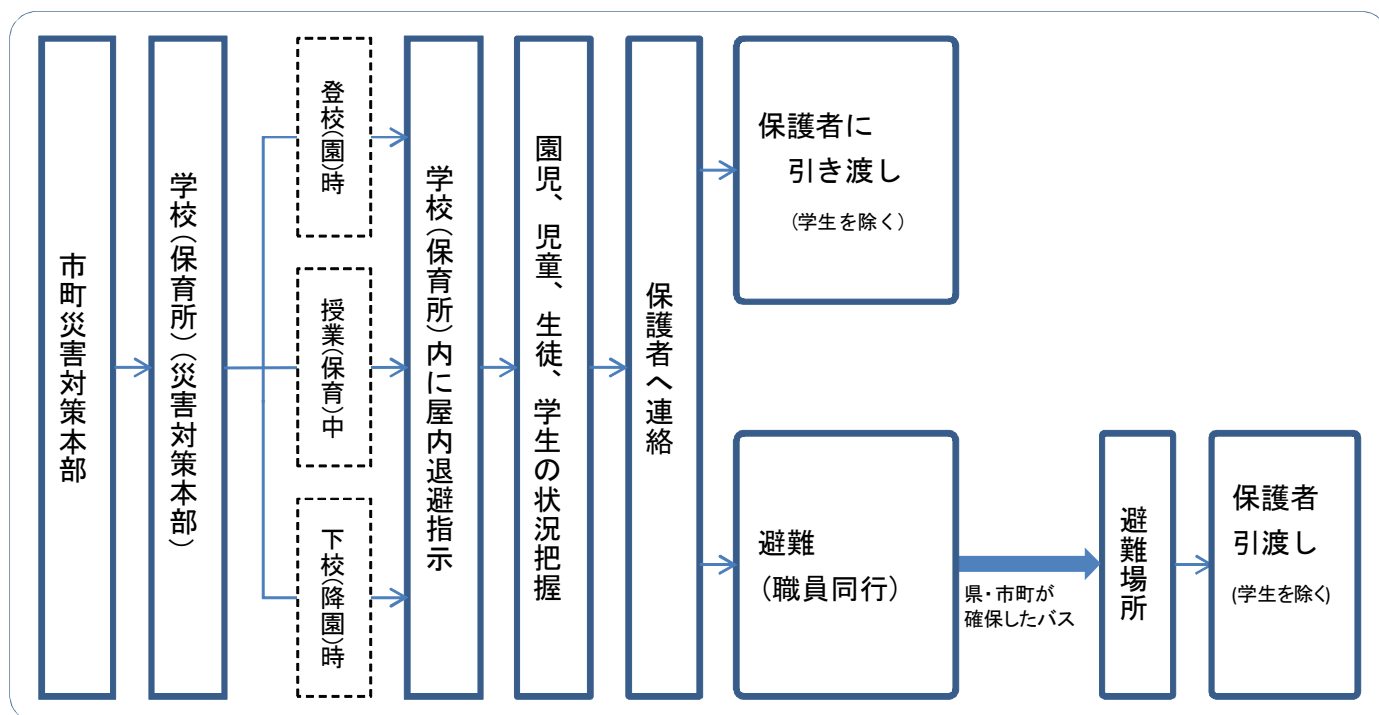 市町災害対策本部
学校(保育所)(災害対策本部)
登校(園)時
授業(保育)中
下校(降園)時
学校(保育所)内に屋内退避指示
園児、児童、生徒、学生の状況把握
保護者へ連絡
保護者に
引き渡し
(学生を除く)
避難
(職員同行)
県・市町が
確保したバス
避難場所
保護者
引渡し
(学生を除く)